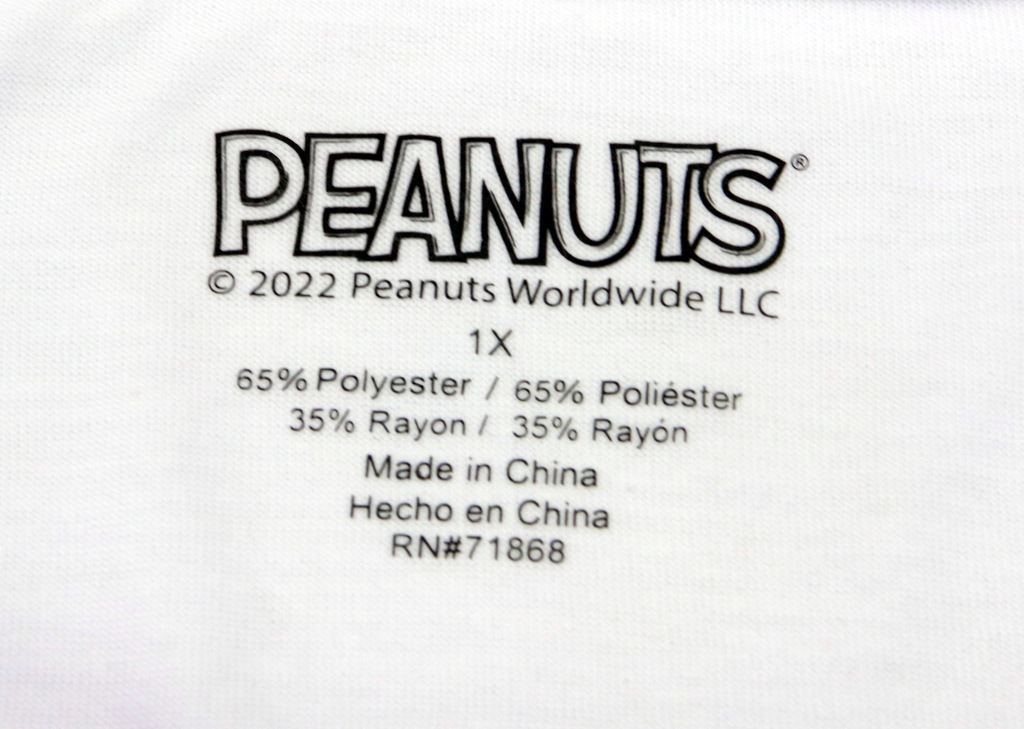 PEANUTS®
© 2022 Peanuts Worldwide LLC
1X
65% Polyester / 65% Poliéster
35% Rayon / 35% Rayón
Made in China
Hecho en China
RN#71868